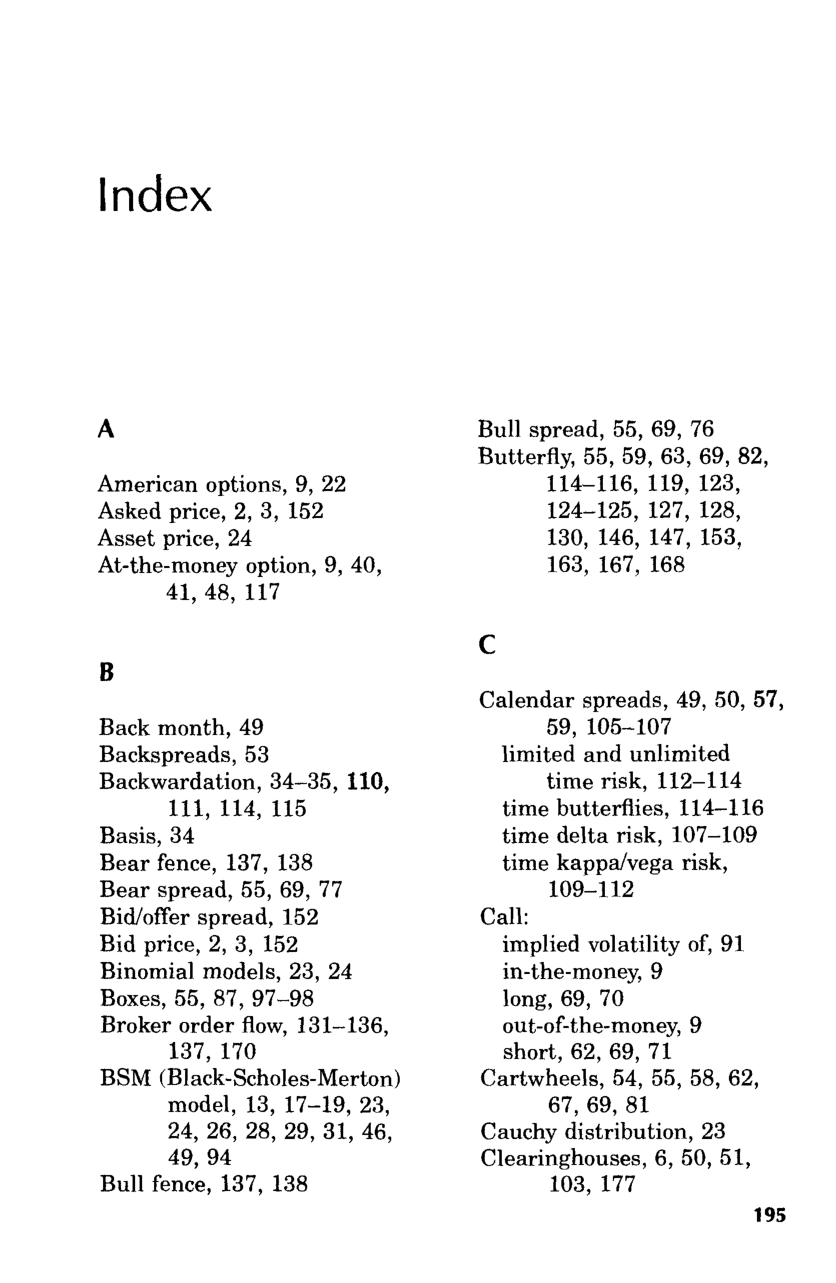 Index
A
American options, 9, 22
Asked price, 2, 3, 152
Asset price, 24
At-the-money option, 9, 40,
41, 48, 117
B
Back month, 49
Backspreads, 53
Backwardation, 34–35, 110,
111, 114, 115
Basis, 34
Bear fence, 137, 138
Bear spread, 55, 69, 77
Bid/offer spread, 152
Bid price, 2, 3, 152
Binomial models, 23, 24
Boxes, 55, 87, 97–98
Broker order flow, 131–136,
137, 170
BSM (Black-Scholes-Merton)
model, 13, 17–19, 23,
24, 26, 28, 29, 31, 46,
49, 94
Bull fence, 137, 138
Bull spread, 55, 69, 76
Butterfly, 55, 59, 63, 69, 82,
114–116, 119, 123,
124–125, 127, 128,
130, 146, 147, 153,
163, 167, 168
C
Calendar spreads, 49, 50, 57,
59, 105–107
limited and unlimited
time risk, 112–114
time butterflies, 114–116
time delta risk, 107–109
time kappa/vega risk,
109–112
Call:
implied volatility of, 91
in-the-money, 9
long, 69, 70
out-of-the-money, 9
short, 62, 69, 71
Cartwheels, 54, 55, 58, 62,
67, 69, 81
Cauchy distribution, 23
Clearinghouses, 6, 50, 51,
103, 177
195